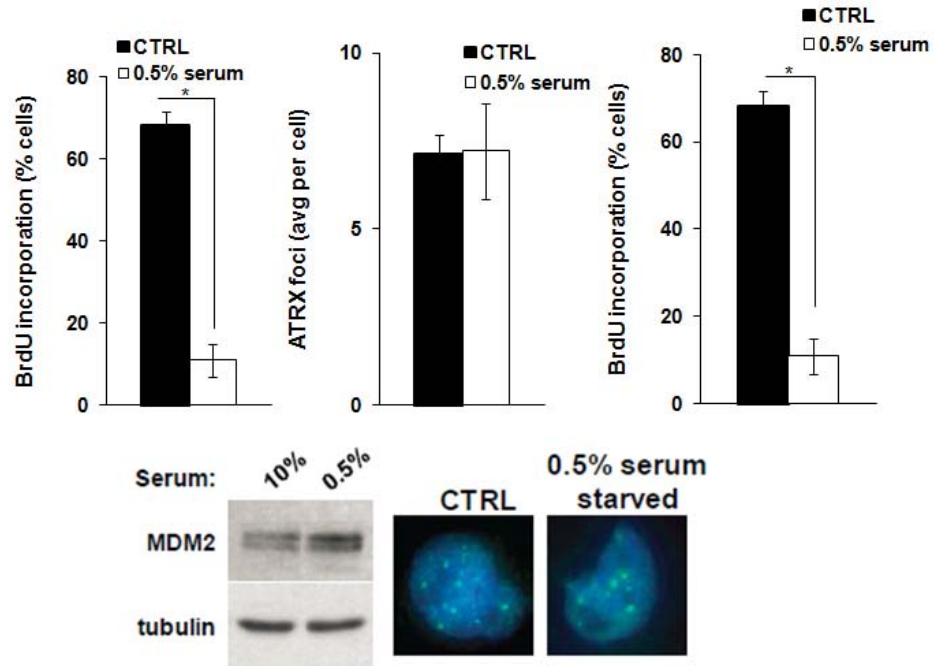 CTRL
0.5% serum
*
80
60
40
20
0
BrdU incorporation (% cells)
CTRL
0.5% serum
10
5
0
ATRX foci (avg per cell)
CTRL
0.5% serum
*
80
60
40
20
0
BrdU incorporation (% cells)
Serum:
10%
0.5%
MDM2
tubulin
CTRL
0.5% serum
starved